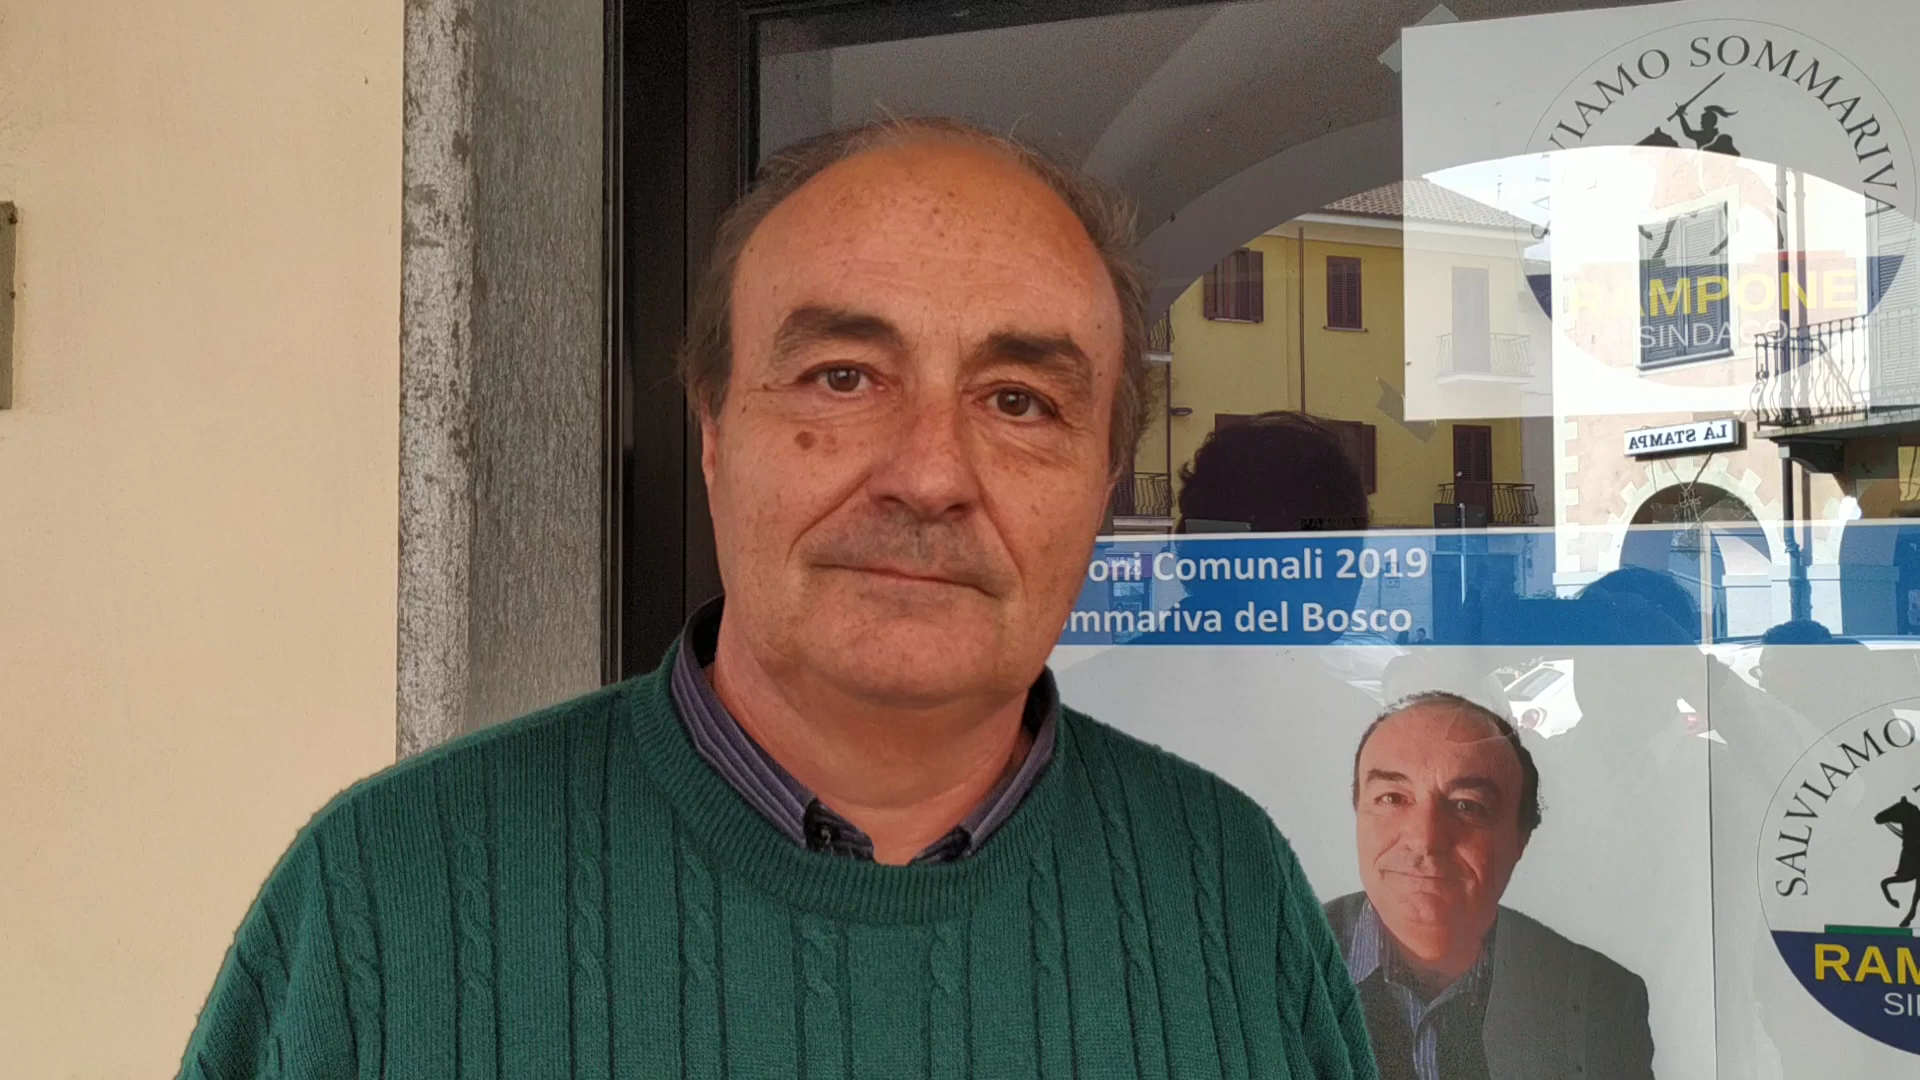 SALVIAMO SOMMARIVA
RAMPONE
SINDACO
LA STAMPA
oni Comunali 2019
mmariva del Bosco
SALVIAMO
RAM
SI